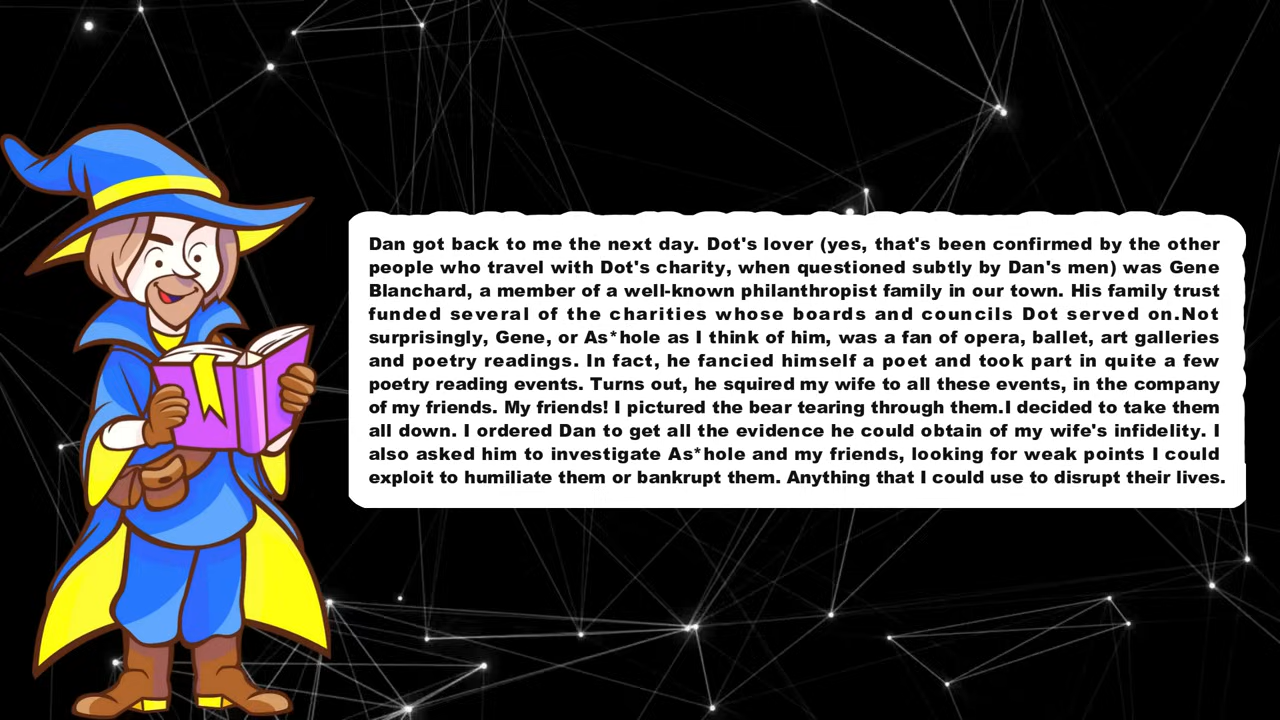 Dan got back to me the next day. Dot's lover (yes, that's been confirmed by the other
people who travel with Dot's charity, when questioned subtly by Dan's men) was Gene
Blanchard, a member of a well-known philanthropist family in our town. His family trust
funded several of the charities whose boards and councils Dot served on.Not
surprisingly, Gene, or As*hole as I think of him, was a fan of opera, ballet, art galleries
and poetry readings. In fact, he fancied himself a poet and took part in quite a few
poetry reading events. Turns out, he squired my wife to all these events, in the company
of my friends. My friends! I pictured the bear tearing through them.I decided to take them
all down. I ordered Dan to get all the evidence he could obtain of my wife's infidelity. I
also asked him to investigate As*hole and my friends, looking for weak points I could
exploit to humiliate them or bankrupt them. Anything that I could use to disrupt their lives.